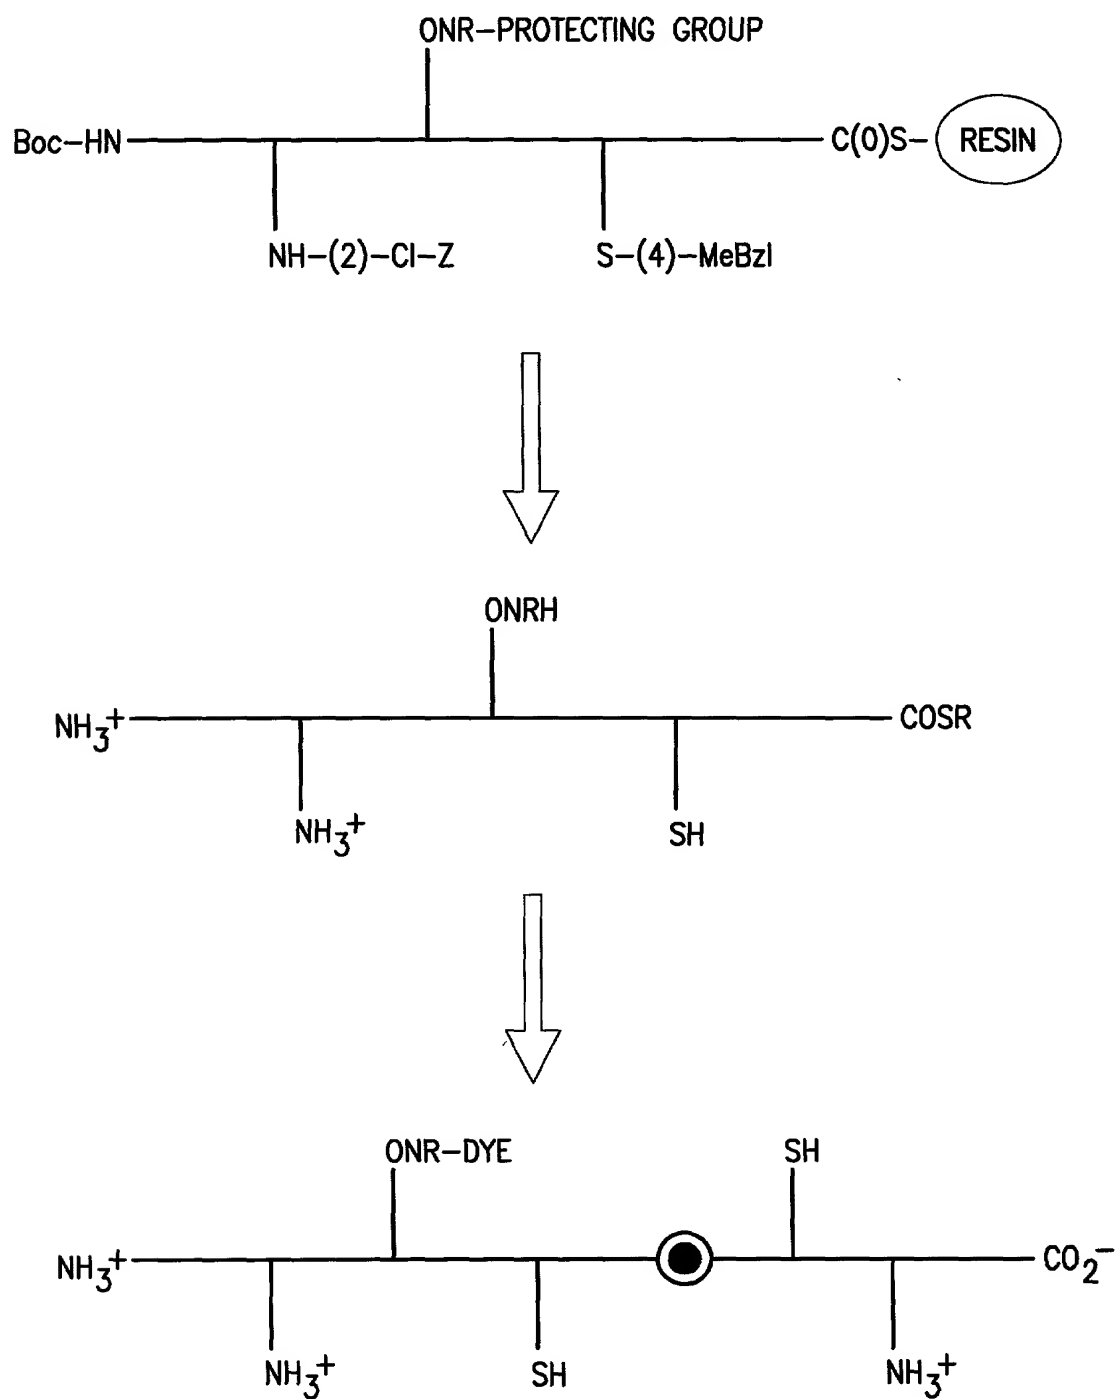 ONR-PROTECTING GROUP
Boc-HN
C(O)S-
RESIN
NH-(2)-Cl-Z
S-(4)-MeBzl
ONRH
NH3+
COSR
NH3+
SH
ONR-DYE
SH
NH3+
CO2-
NH3+
SH
NH3+